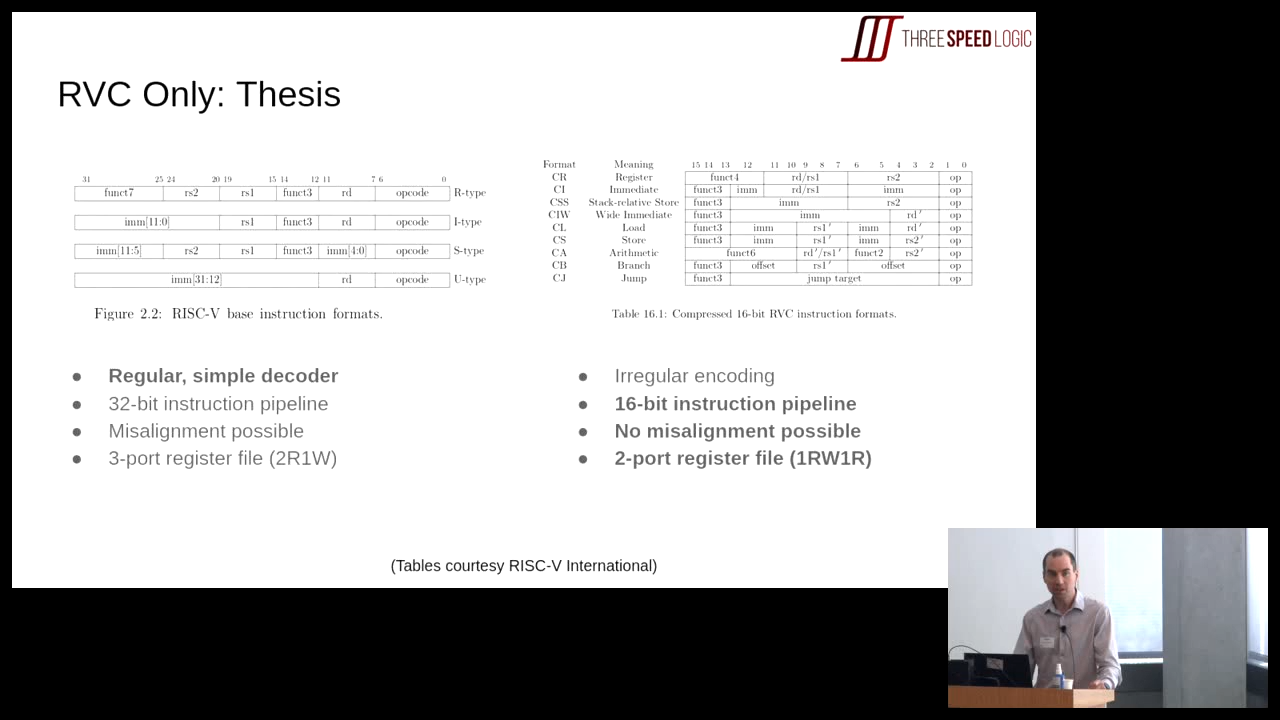 THREE SPEED LOGIC
RVC Only: Thesis
31 25 24 20 19 15 14 12 11 7 6 0
funct7 rs2 rs1 funct3 rd opcode R-type
imm[11:0] rs1 funct3 rd opcode I-type
imm[11:5] rs2 rs1 funct3 imm[4:0] opcode S-type
imm[31:12] rd opcode U-type
Figure 2.2: RISC-V base instruction formats.
Format Meaning 15 14 13 12 11 10 9 8 7 6 5 4 3 2 1 0
CR Register funct4 rd/rs1 rs2 op
CI Immediate funct3 imm rd/rs1 imm op
CSS Stack-relative Store funct3 imm rs2 op
CIW Wide Immediate funct3 imm rd′ op
CL Load funct3 imm rs1′ imm rd′ op
CS Store funct3 imm rs1′ imm rs2′ op
CA Arithmetic funct6 rd′/rs1′ funct2 rs2′ op
CB Branch funct3 offset rs1′ offset op
CJ Jump funct3 jump target op
Table 16.1: Compressed 16-bit RVC instruction formats.
● Regular, simple decoder
● 32-bit instruction pipeline
● Misalignment possible
● 3-port register file (2R1W)
● Irregular encoding
● 16-bit instruction pipeline
● No misalignment possible
● 2-port register file (1RW1R)
(Tables courtesy RISC-V International)